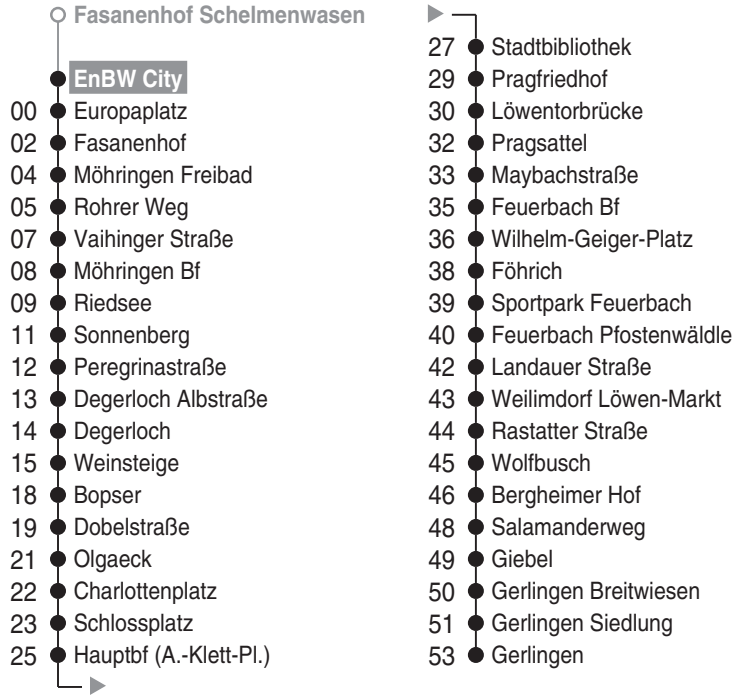 Fasanenhof Schelmenwasen
EnBW City
00 Europaplatz
02 Fasanenhof
04 Möhringen Freibad
05 Rohrer Weg
07 Vaihinger Straße
08 Möhringen Bf
09 Riedsee
11 Sonnenberg
12 Peregrinastraße
13 Degerloch Albstraße
14 Degerloch
15 Weinsteige
18 Bopser
19 Dobelstraße
21 Olgaeck
22 Charlottenplatz
23 Schlossplatz
25 Hauptbf (A.-Klett-Pl.)
27 Stadtbibliothek
29 Pragfriedhof
30 Löwentorbrücke
32 Pragsattel
33 Maybachstraße
35 Feuerbach Bf
36 Wilhelm-Geiger-Platz
38 Föhrich
39 Sportpark Feuerbach
40 Feuerbach Pfostenwäldle
42 Landauer Straße
43 Weilimdorf Löwen-Markt
44 Rastatter Straße
45 Wolfbusch
46 Bergheimer Hof
48 Salamanderweg
49 Giebel
50 Gerlingen Breitwiesen
51 Gerlingen Siedlung
53 Gerlingen